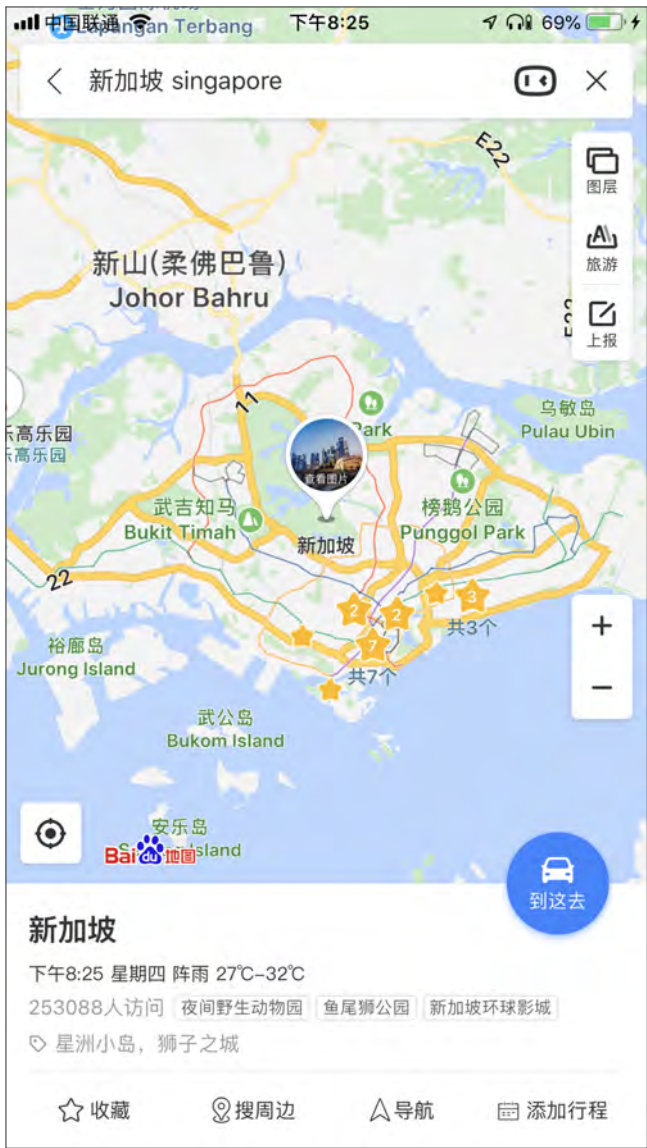 中国联通 下午8:25 69%
Lapangan Terbang
新加坡 singapore
E22
图层
旅游
上报
新山(柔佛巴鲁)
Johor Bahru
E22
11
Park
乌敏岛
Pulau Ubin
乐高乐园
乐高乐园
查看图片
武吉知马
Bukit Timah
榜鹅公园
Punggol Park
新加坡
22
2
2
3
共3个
7
共7个
裕廊岛
Jurong Island
武公岛
Bukom Island
安乐岛
Island
Bai du 地图
到这去
新加坡
下午8:25 星期四 阵雨 27℃-32℃
253088人访问 夜间野生动物园 鱼尾狮公园 新加坡环球影城
星洲小岛，狮子之城
收藏 搜周边 导航 添加行程